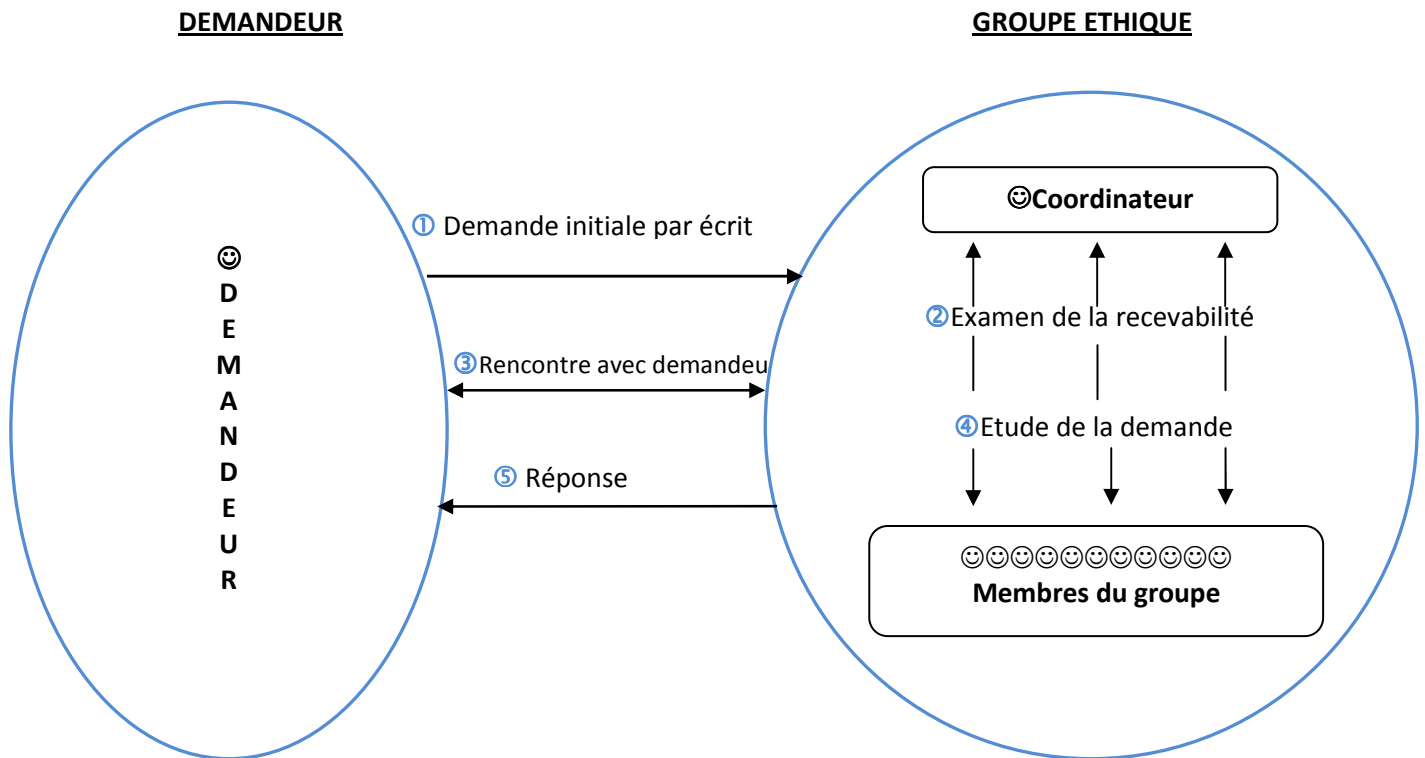 DEMANDEUR
GROUPE ETHIQUE
☺Coordinateur
① Demande initiale par écrit
☺
D
E
M
A
N
D
E
U
R
②Examen de la recevabilité
③Rencontre avec demandeu
④Etude de la demande
⑤ Réponse
☺☺☺☺☺☺☺☺☺☺☺
Membres du groupe